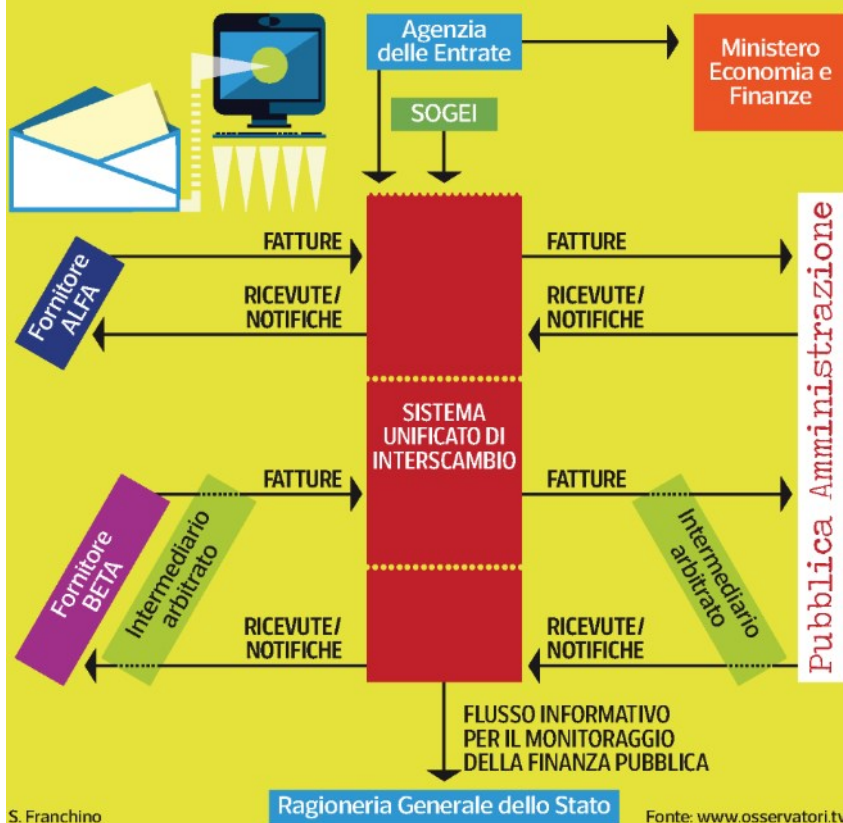 Agenzia
delle Entrate
Ministero
Economia e
Finanze
SOGEI
FATTURE
FATTURE
Fornitore
ALFA
RICEVUTE/
NOTIFICHE
RICEVUTE/
NOTIFICHE
Pubblica Amministrazione
SISTEMA
UNIFICATO DI
INTERSCAMBIO
FATTURE
FATTURE
Fornitore
BETA
Intermediario
arbitrato
Intermediario
arbitrato
RICEVUTE/
NOTIFICHE
RICEVUTE/
NOTIFICHE
FLUSSO INFORMATIVO
PER IL MONITORAGGIO
DELLA FINANZA PUBBLICA
S. Franchino
Ragioneria Generale dello Stato
Fonte: www.osservatori.tv